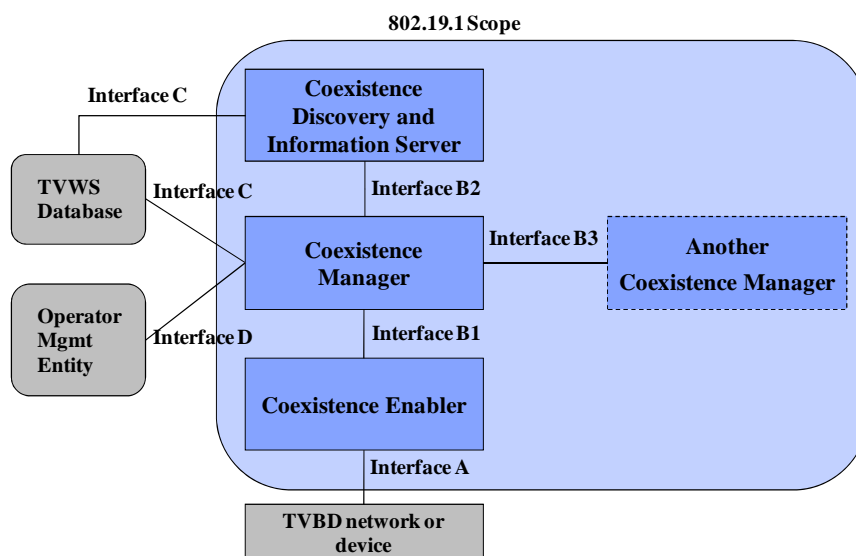 802.19.1 Scope
Interface C
Coexistence
Discovery and
Information Server
TVWS
Database
Interface C
Interface B2
Coexistence
Manager
Interface B3
Another
Coexistence Manager
Operator
Mgmt
Entity
Interface D
Interface B1
Coexistence Enabler
Interface A
TVBD network or
device